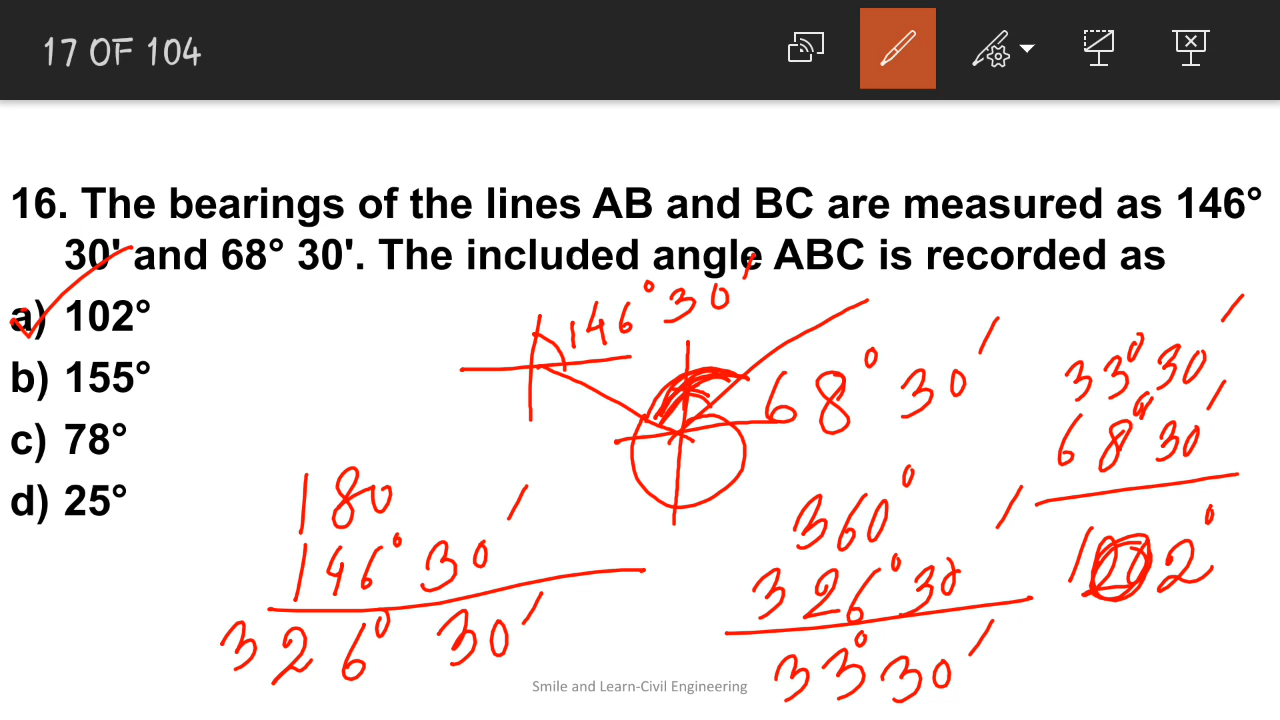 17 OF 104
16. The bearings of the lines AB and BC are measured as 146°
30' and 68° 30'. The included angle ABC is recorded as
a) 102°
b) 155°
c) 78°
d) 25°
146° 30'
68° 30'
180
146° 30'
326° 30'
360°
326° 30'
33° 30'
33° 30'
68° 30'
102°
Smile and Learn-Civil Engineering